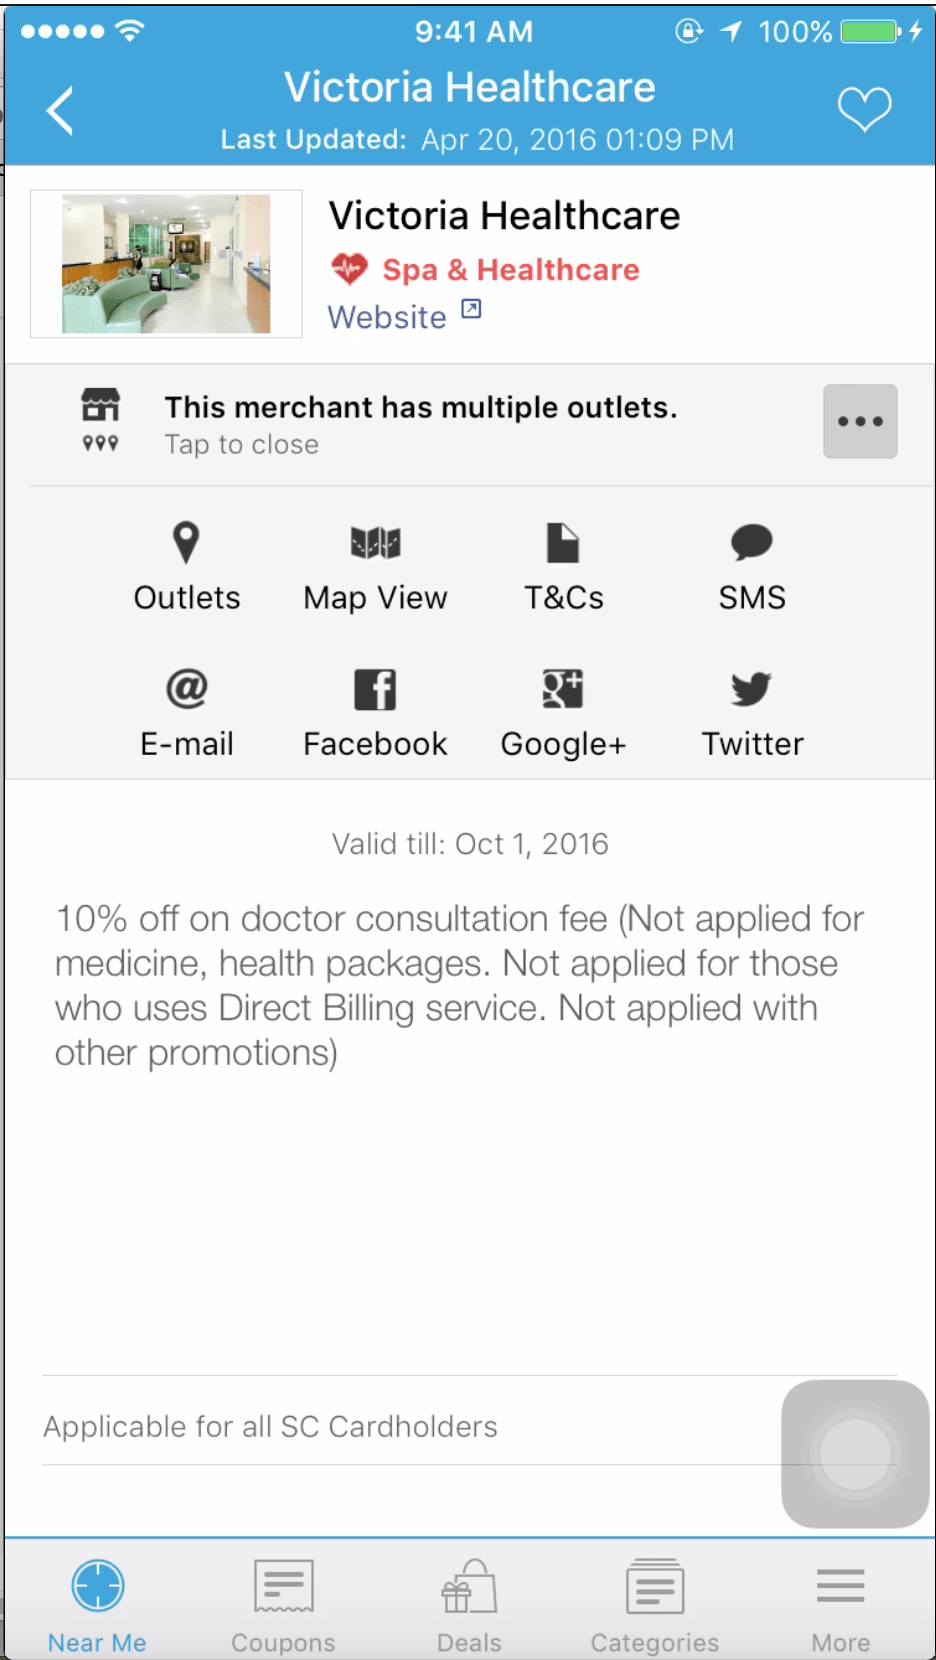 9:41 AM
100%
Victoria Healthcare
Last Updated: Apr 20, 2016 01:09 PM
Victoria Healthcare
Spa & Healthcare
Website
This merchant has multiple outlets.
Tap to close
Outlets Map View T&Cs SMS
E-mail Facebook Google+ Twitter
Valid till: Oct 1, 2016
10% off on doctor consultation fee (Not applied for
medicine, health packages. Not applied for those
who uses Direct Billing service. Not applied with
other promotions)
Applicable for all SC Cardholders
Near Me Coupons Deals Categories More